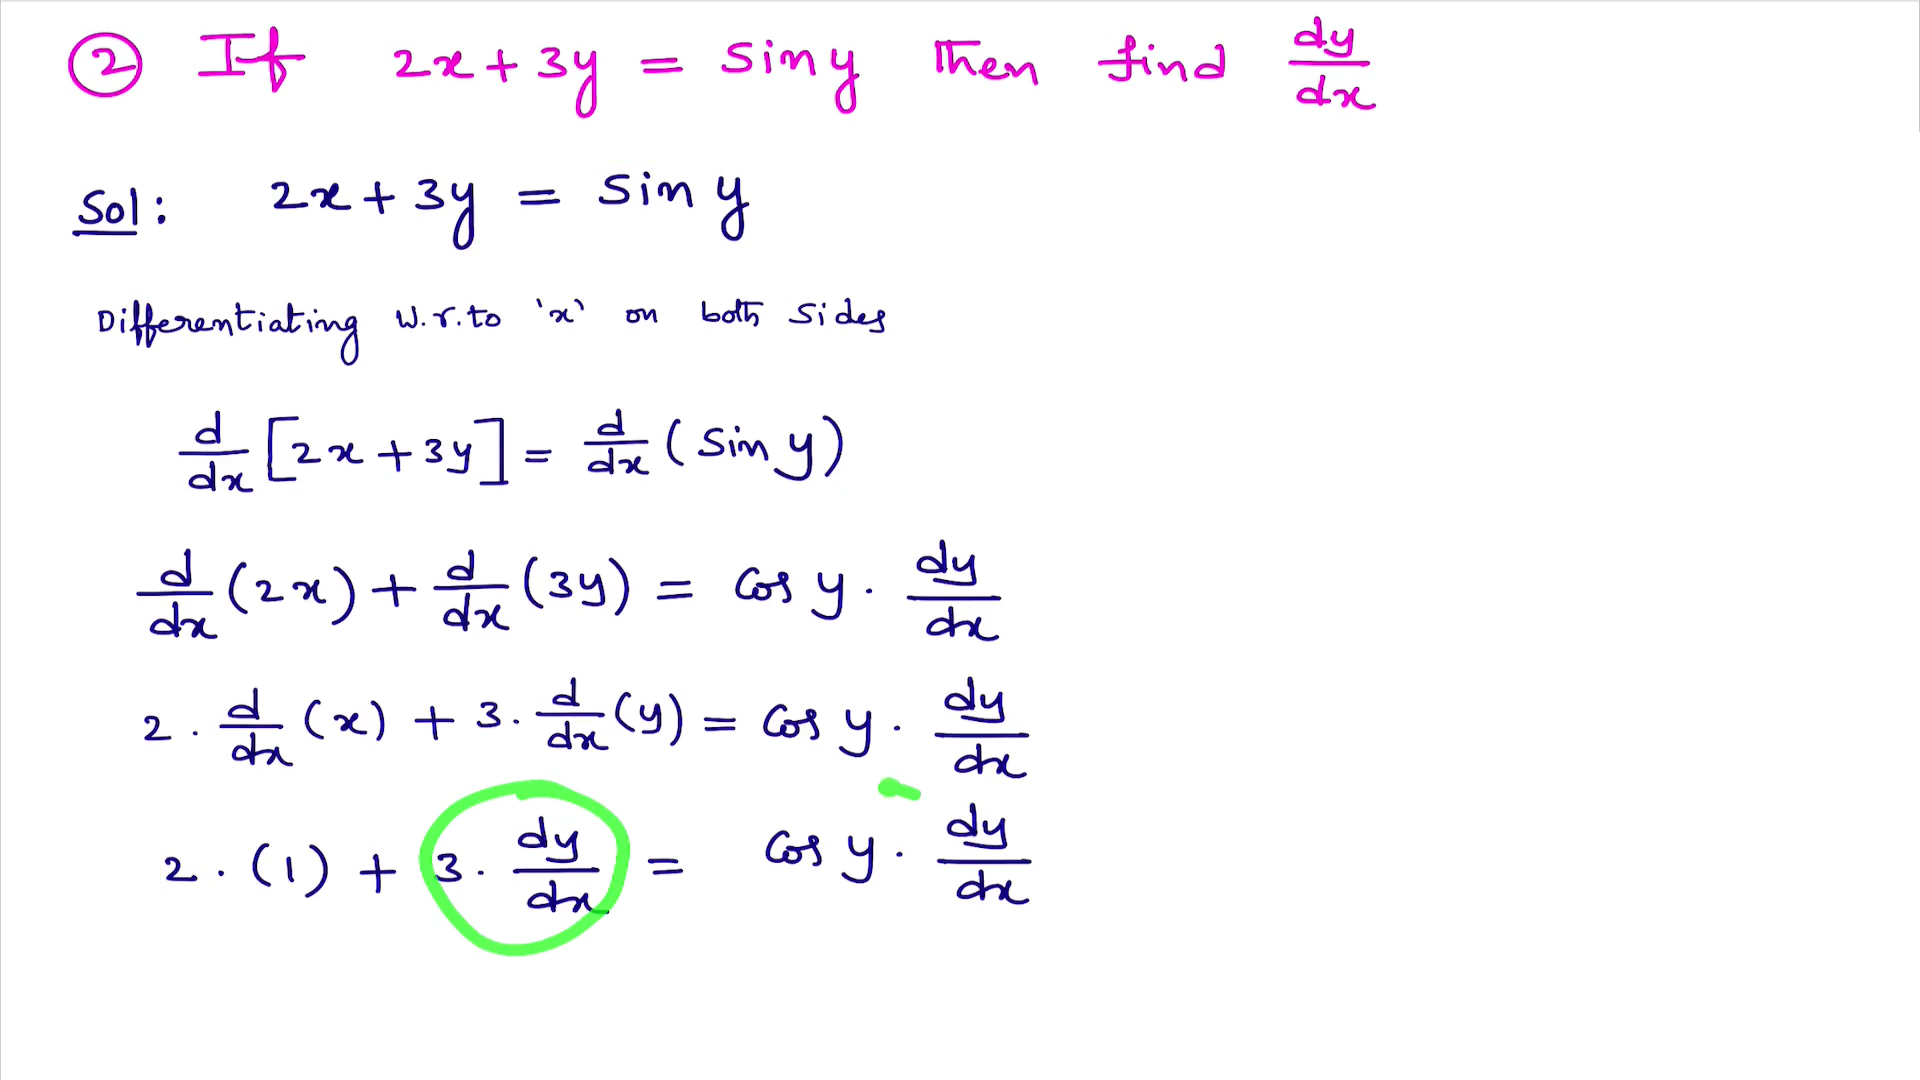 ② If 2x + 3y = Sin y Then find dy/dx
Sol: 2x + 3y = Sin y
Differentiating w.r.to 'x' on both sides
d/dx [2x + 3y] = d/dx (Sin y)
d/dx (2x) + d/dx (3y) = Cos y · dy/dx
2 · d/dx (x) + 3 · d/dx (y) = Cos y · dy/dx
2 · (1) + 3 · dy/dx = Cos y · dy/dx